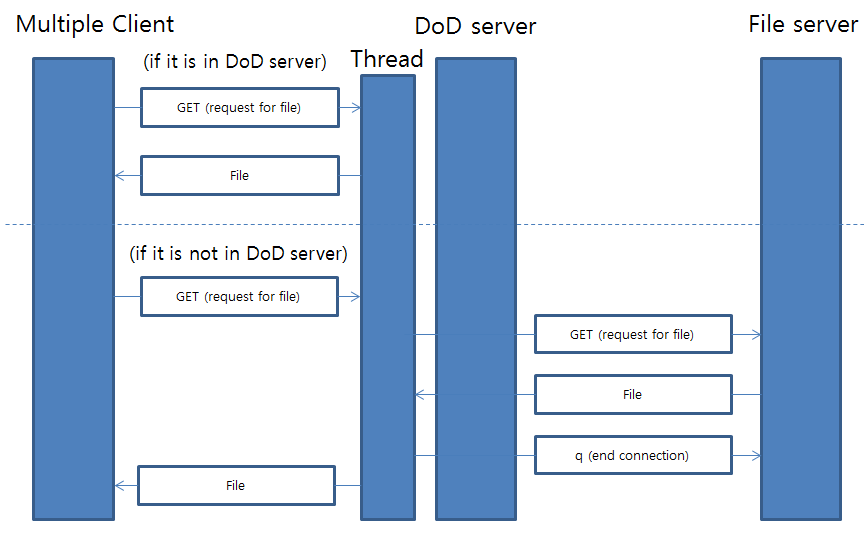 Multiple Client
DoD server
File server
(if it is in DoD server)
Thread
GET (request for file)
File
(if it is not in DoD server)
GET (request for file)
GET (request for file)
File
q (end connection)
File